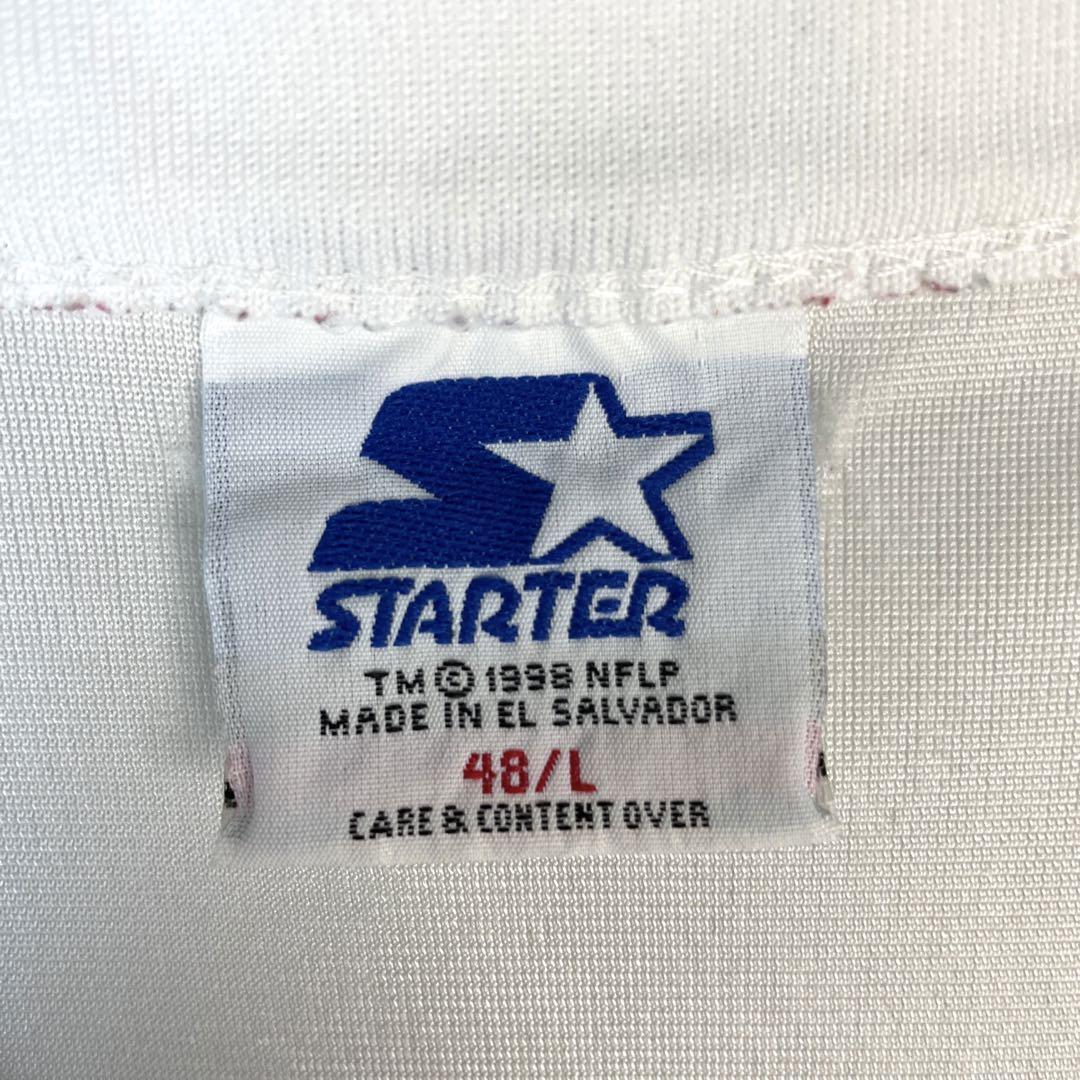 STARTER
TM © 1998 NFLP
MADE IN EL SALVADOR
48/L
CARE & CONTENT OVER